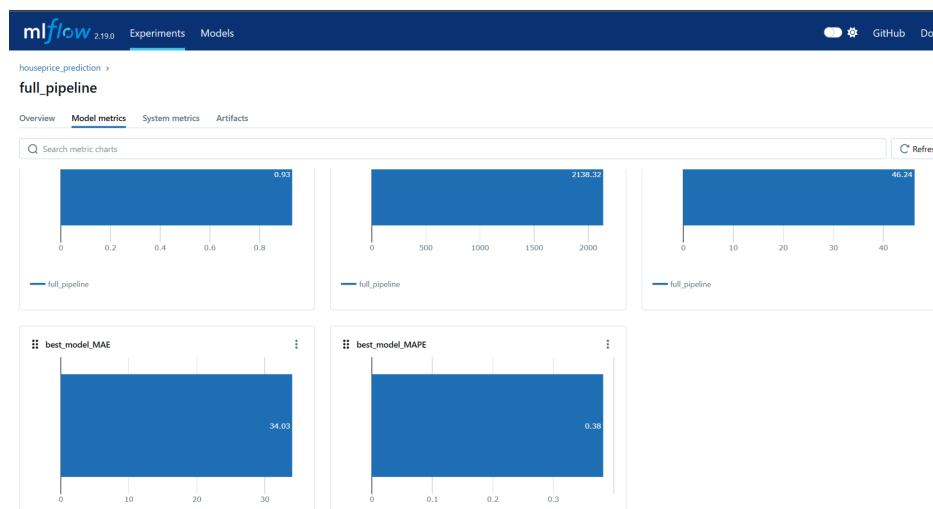 mlflow 2.19.0 Experiments Models GitHub Do
houseprice_prediction >
full_pipeline
Overview Model metrics System metrics Artifacts
Search metric charts Refres
0.93 2138.32 46.24
0 0.2 0.4 0.6 0.8 0 500 1000 1500 2000 0 10 20 30 40
full_pipeline full_pipeline full_pipeline
best_model_MAE best_model_MAPE
34.03 0.38
0 10 20 30 0 0.1 0.2 0.3